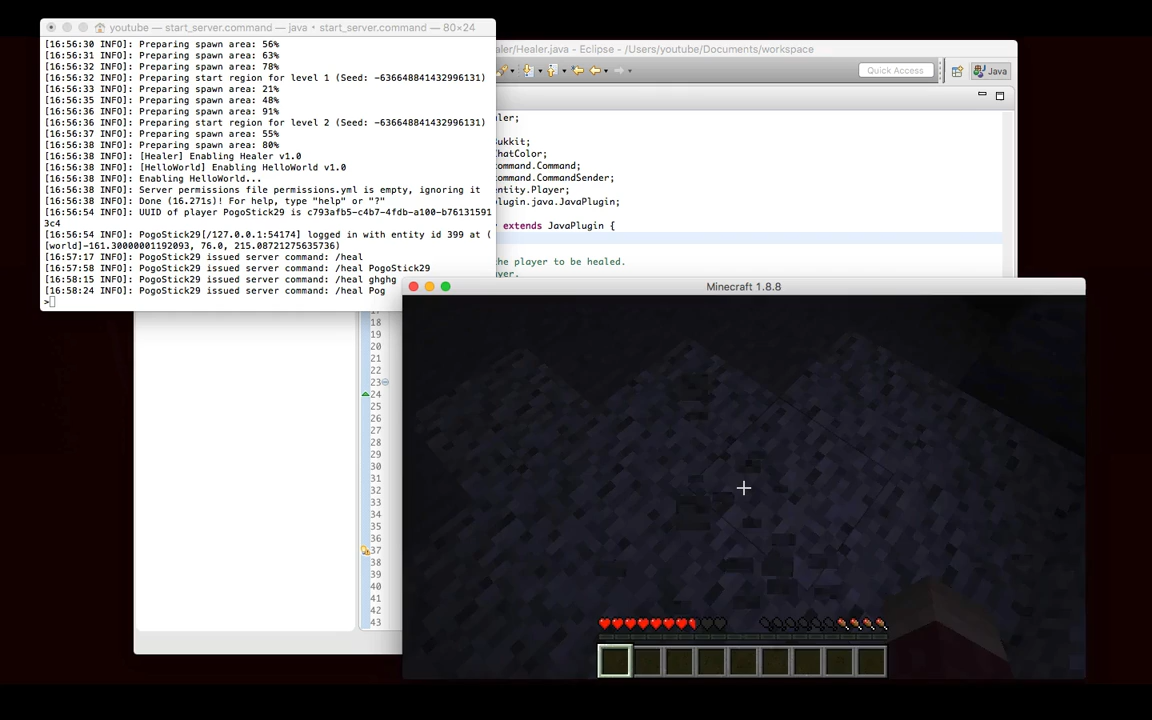 youtube — start_server.command — java • start_server.command — 80×24
[16:56:30 INFO]: Preparing spawn area: 56%
[16:56:31 INFO]: Preparing spawn area: 63%
[16:56:32 INFO]: Preparing spawn area: 78%
[16:56:32 INFO]: Preparing start region for level 1 (Seed: -636648841432996131)
[16:56:33 INFO]: Preparing spawn area: 21%
[16:56:35 INFO]: Preparing spawn area: 48%
[16:56:36 INFO]: Preparing spawn area: 91%
[16:56:36 INFO]: Preparing start region for level 2 (Seed: -636648841432996131)
[16:56:37 INFO]: Preparing spawn area: 55%
[16:56:38 INFO]: Preparing spawn area: 80%
[16:56:38 INFO]: [Healer] Enabling Healer v1.0
[16:56:38 INFO]: [HelloWorld] Enabling HelloWorld v1.0
[16:56:38 INFO]: Enabling HelloWorld...
[16:56:38 INFO]: Server permissions file permissions.yml is empty, ignoring it
[16:56:38 INFO]: Done (16.271s)! For help, type "help" or "?"
[16:56:54 INFO]: UUID of player PogoStick29 is c793afb5-c4b7-4fdb-a100-b76131591
3c4
[16:56:54 INFO]: PogoStick29[/127.0.0.1:54174] logged in with entity id 399 at (
[world]-161.30000001192093, 76.0, 215.08721275635736)
[16:57:17 INFO]: PogoStick29 issued server command: /heal
[16:57:58 INFO]: PogoStick29 issued server command: /heal PogoStick29
[16:58:15 INFO]: PogoStick29 issued server command: /heal ghghg
[16:58:24 INFO]: PogoStick29 issued server command: /heal Pog
>
aler/Healer.java - Eclipse - /Users/youtube/Documents/workspace
Quick Access
Java
aler;
Bukkit;
ChatColor;
command.Command;
command.CommandSender;
entity.Player;
plugin.java.JavaPlugin;
extends JavaPlugin {
the player to be healed.
ayer.
Minecraft 1.8.8
18
19
20
21
22
23
24
25
26
27
28
29
30
31
32
33
34
35
36
37
38
39
40
41
42
43